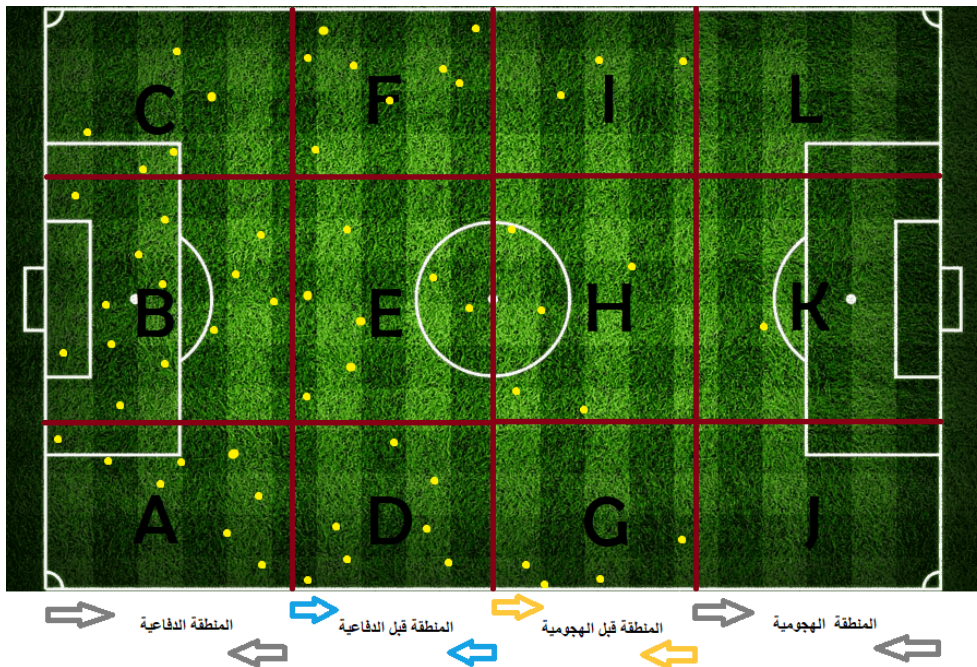 C F I L
B E H K
A D G J
المنطقة الدفاعية
المنطقة قبل الدفاعية
المنطقة قبل الهجومية
المنطقة الهجومية